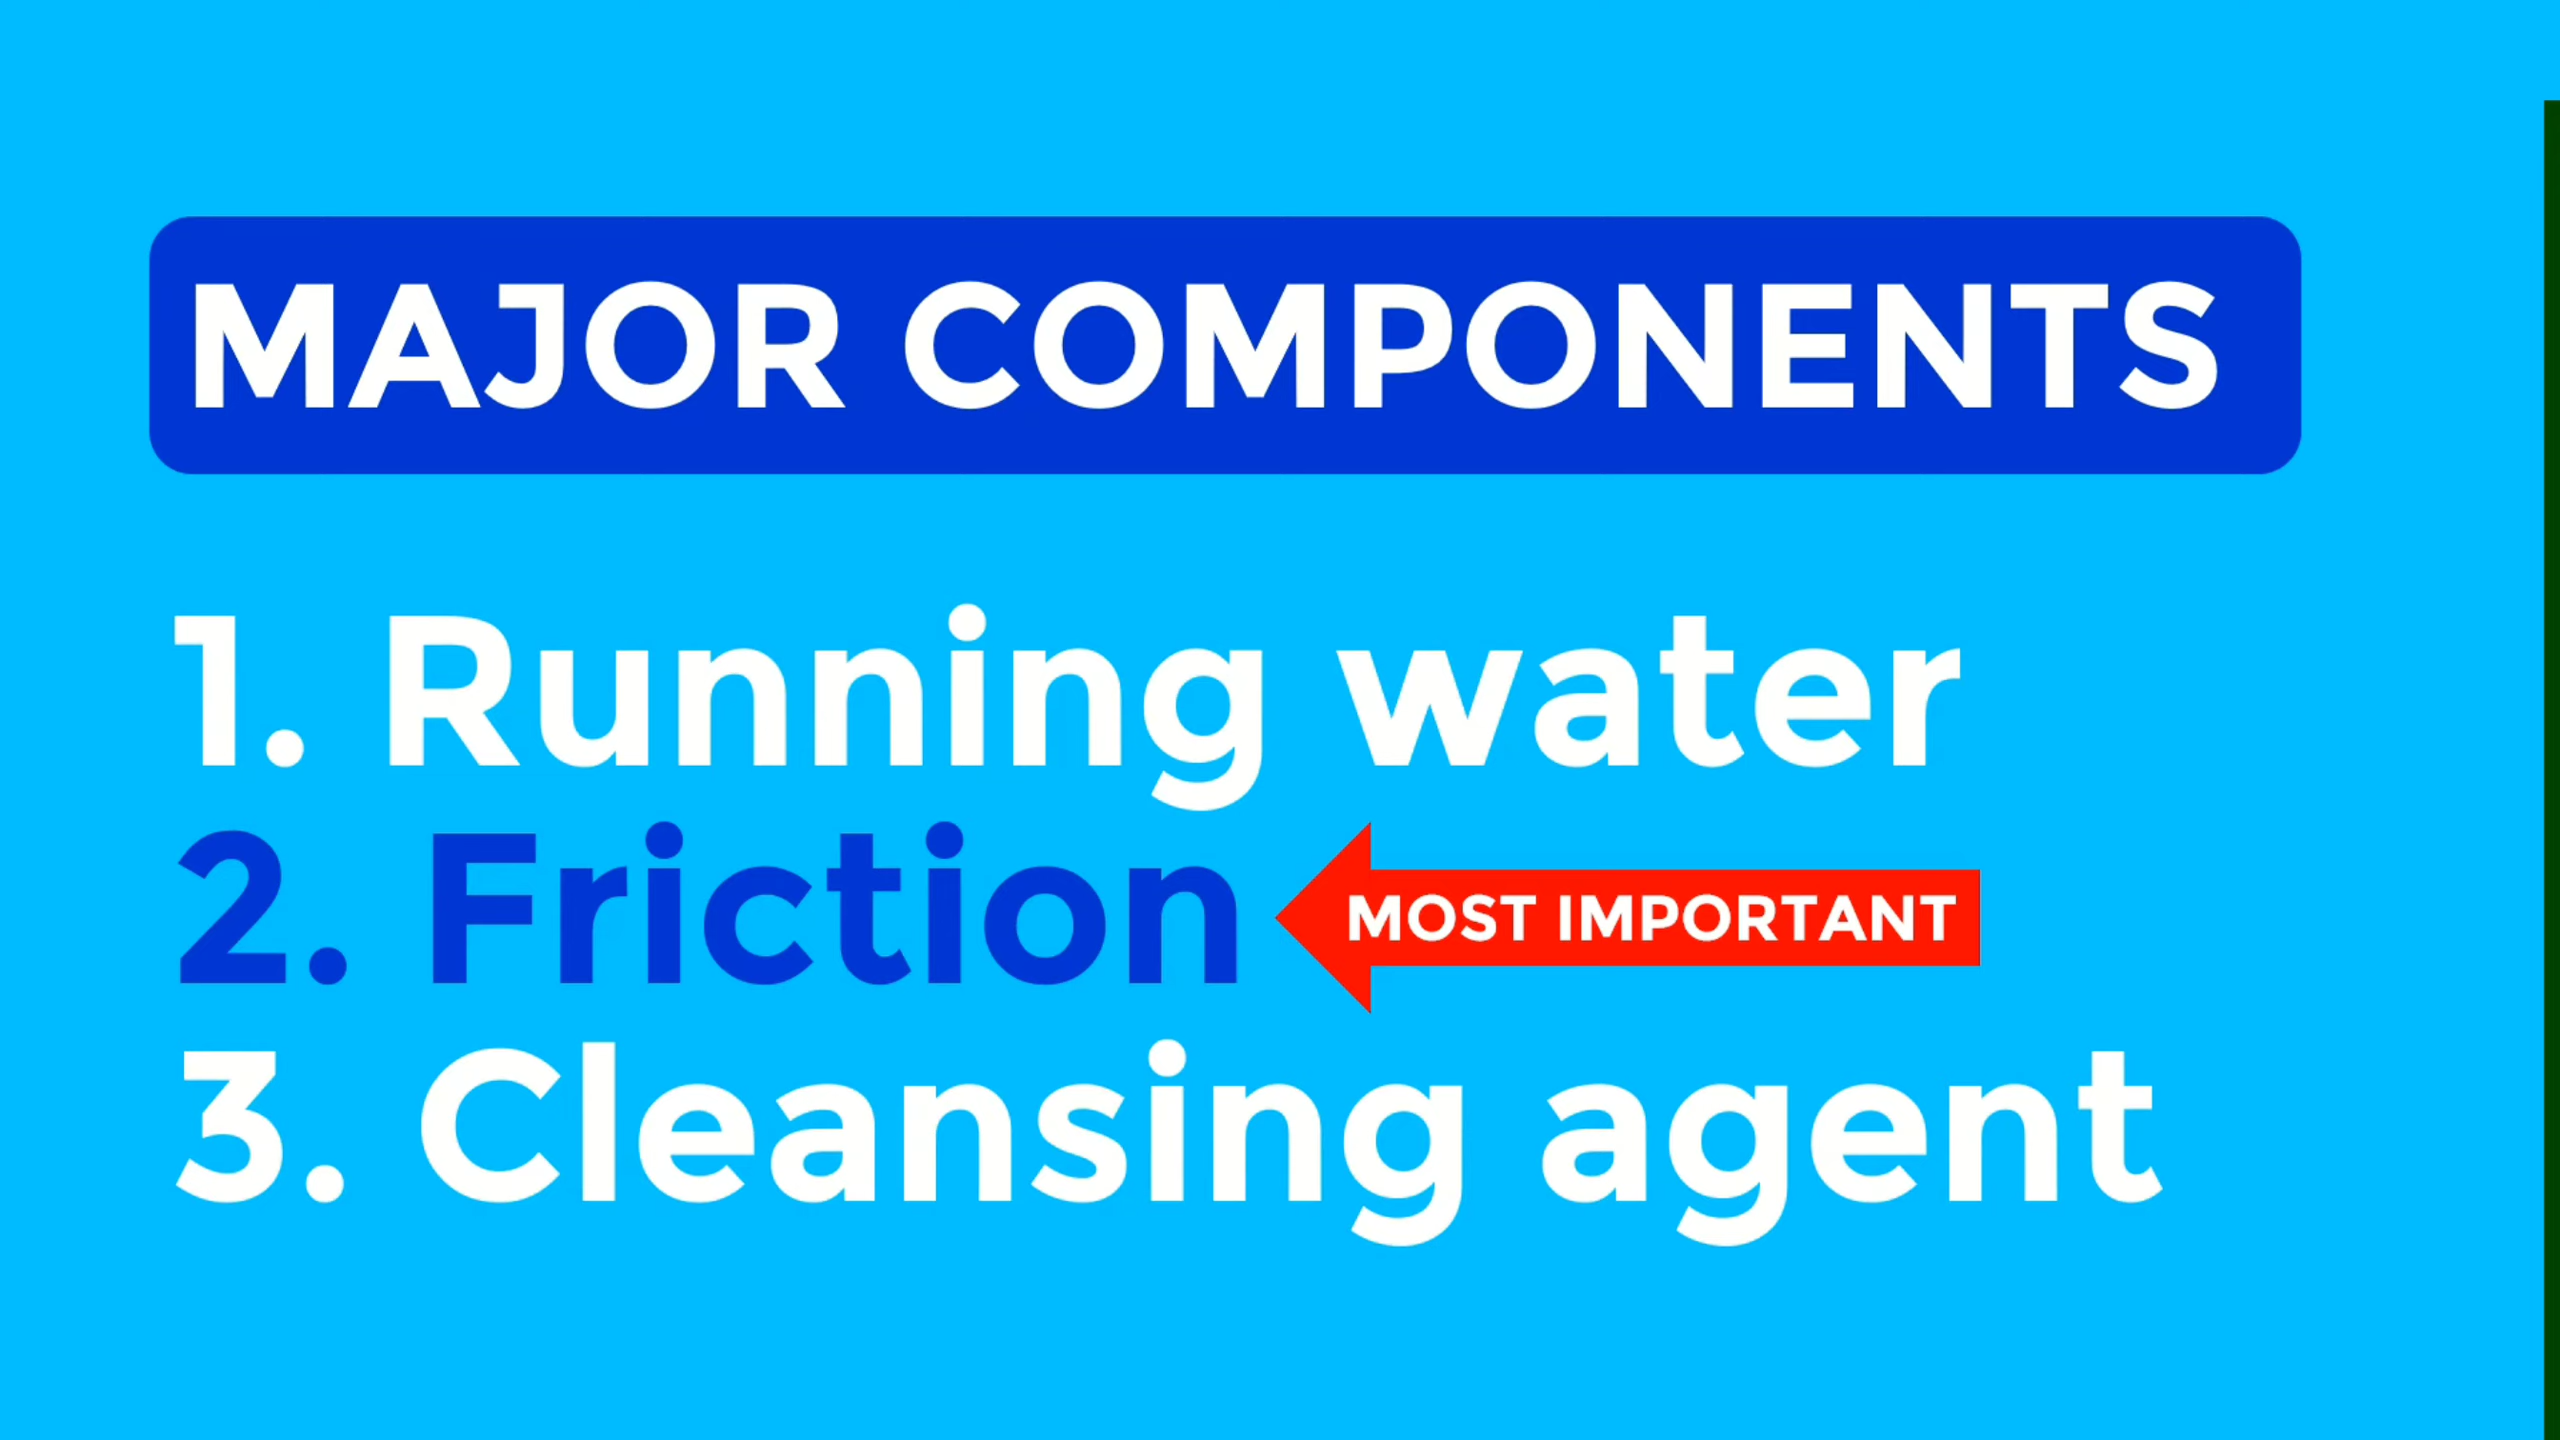 MAJOR COMPONENTS
1. Running water
2. Friction
MOST IMPORTANT
3. Cleansing agent